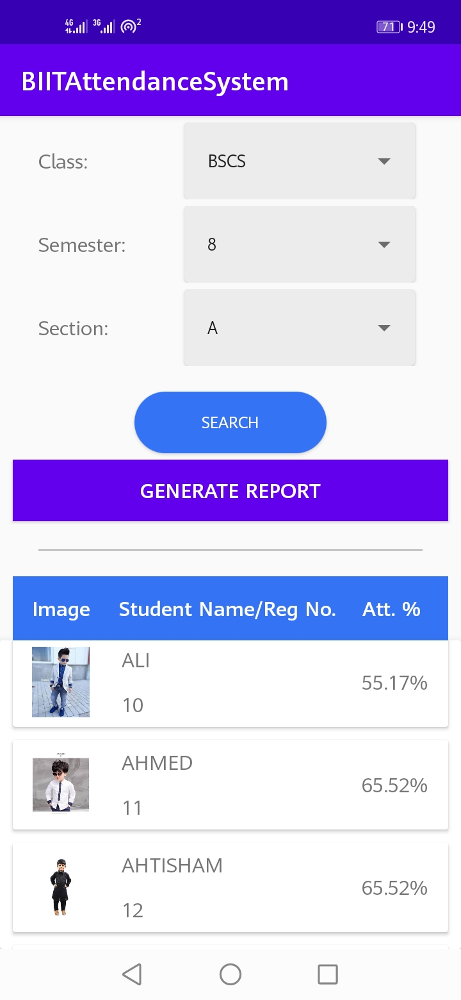 4G 3G 2 71 9:49
BIITAttendanceSystem
Class: BSCS
Semester: 8
Section: A
SEARCH
GENERATE REPORT
Image Student Name/Reg No. Att. %
ALI
55.17%
10
AHMED
65.52%
11
AHTISHAM
65.52%
12